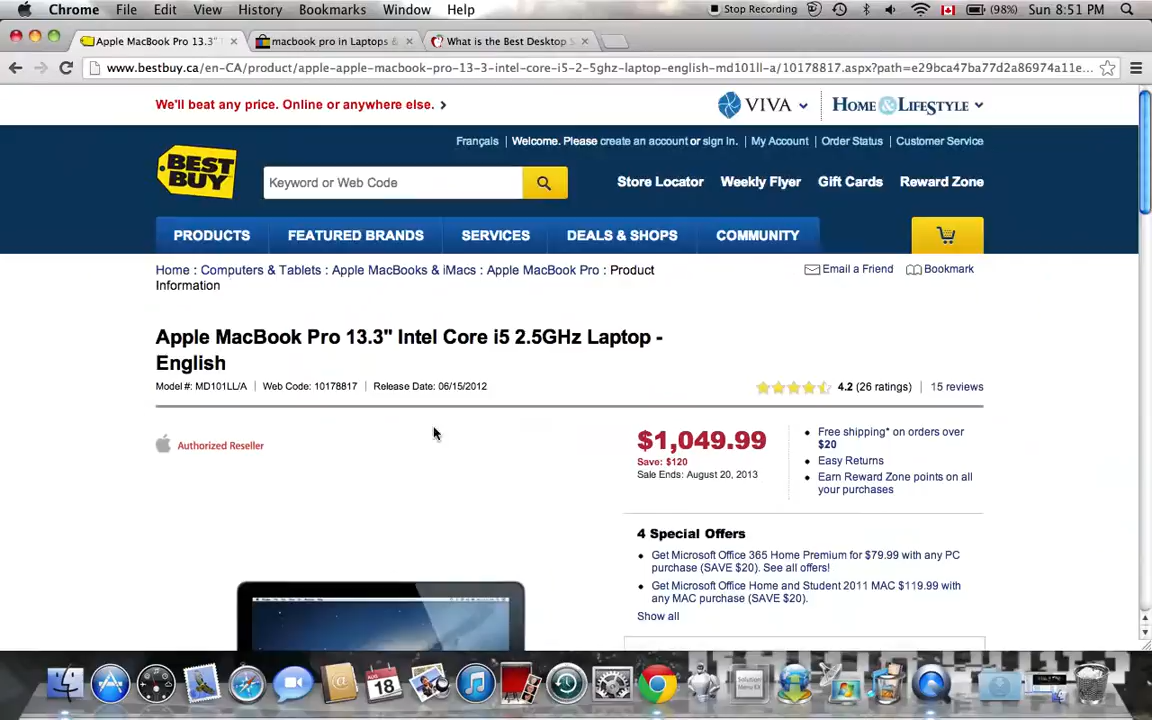 Chrome File Edit View History Bookmarks Window Help Stop Recording (98%) Sun 8:51 PM
Apple MacBook Pro 13.3" macbook pro in Laptops & What is the Best Desktop S
www.bestbuy.ca/en-CA/product/apple-apple-macbook-pro-13-3-intel-core-i5-2-5ghz-laptop-english-md101ll-a/10178817.aspx?path=e29bca47ba77d2a86974a11e...
We'll beat any price. Online or anywhere else.
VIVA HOME & LIFESTYLE
Français Welcome. Please create an account or sign in. My Account Order Status Customer Service
BEST BUY
Keyword or Web Code
Store Locator Weekly Flyer Gift Cards Reward Zone
PRODUCTS FEATURED BRANDS SERVICES DEALS & SHOPS COMMUNITY
Home : Computers & Tablets : Apple MacBooks & iMacs : Apple MacBook Pro : Product
Information
Email a Friend Bookmark
Apple MacBook Pro 13.3" Intel Core i5 2.5GHz Laptop -
English
Model #: MD101LL/A Web Code: 10178817 Release Date: 06/15/2012
4.2 (26 ratings) 15 reviews
Authorized Reseller
$1,049.99
Save: $120
Sale Ends: August 20, 2013
Free shipping* on orders over
$20
Easy Returns
Earn Reward Zone points on all
your purchases
4 Special Offers
Get Microsoft Office 365 Home Premium for $79.99 with any PC
purchase (SAVE $20). See all offers!
Get Microsoft Office Home and Student 2011 MAC $119.99 with
any MAC purchase (SAVE $20).
Show all
AUG
18
Solution
Menu EX